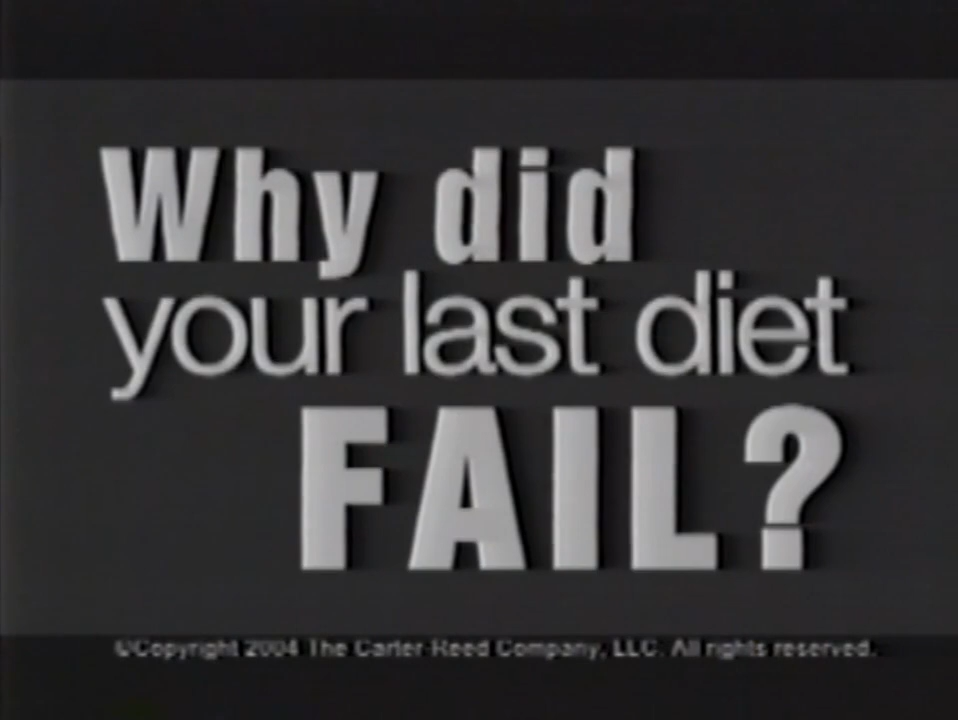 Why did
your last diet
FAIL?
©Copyright 2004 The Carter-Reed Company, LLC. All rights reserved.